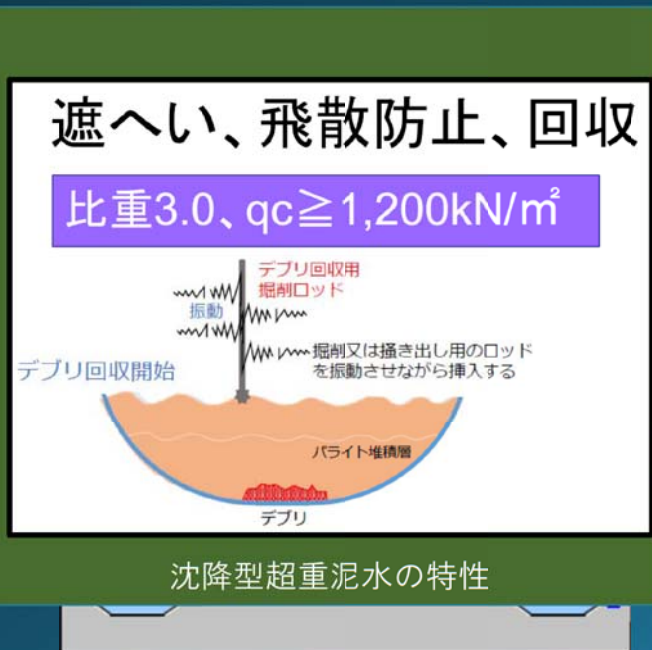 遮へい、飛散防止、回収
比重3.0、qc≧1,200kN/㎡
デブリ回収用
掘削ロッド
振動
掘削又は掻き出し用のロッド
を振動させながら挿入する
デブリ回収開始
バライト堆積層
デブリ
沈降型超重泥水の特性